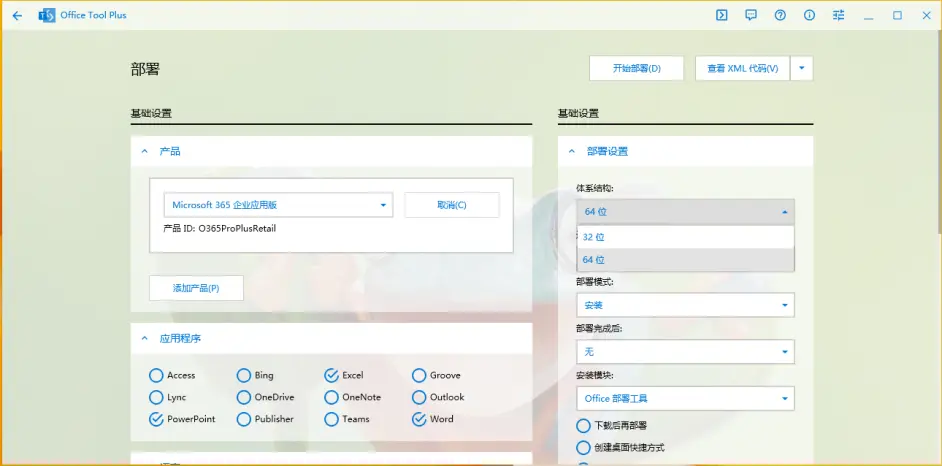 Office Tool Plus
部署
开始部署(D)
查看 XML 代码(V)
基础设置
产品
Microsoft 365 企业应用版
取消(C)
产品 ID: O365ProPlusRetail
添加产品(P)
应用程序
Access
Bing
Excel
Groove
Lync
OneDrive
OneNote
Outlook
PowerPoint
Publisher
Teams
Word
基础设置
部署设置
体系结构:
64 位
32 位
64 位
部署模式:
安装
部署完成后:
无
安装模块:
Office 部署工具
下载后再部署
创建桌面快捷方式